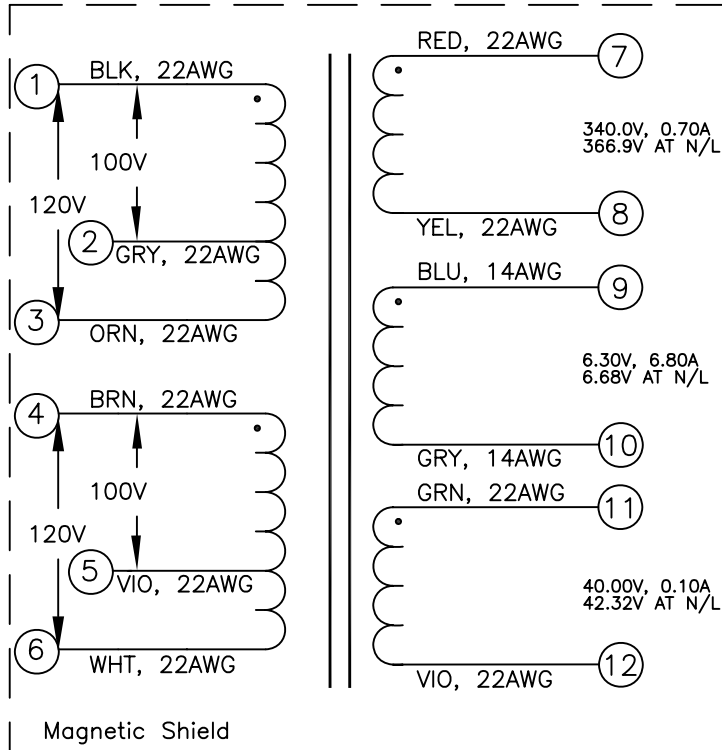 1
BLK, 22AWG
100V
120V
2
GRY, 22AWG
3
ORN, 22AWG
4
BRN, 22AWG
100V
120V
5
VIO, 22AWG
6
WHT, 22AWG
Magnetic Shield
RED, 22AWG
7
340.0V, 0.70A
366.9V AT N/L
8
YEL, 22AWG
BLU, 14AWG
9
6.30V, 6.80A
6.68V AT N/L
10
GRY, 14AWG
GRN, 22AWG
11
40.00V, 0.10A
42.32V AT N/L
12
VIO, 22AWG